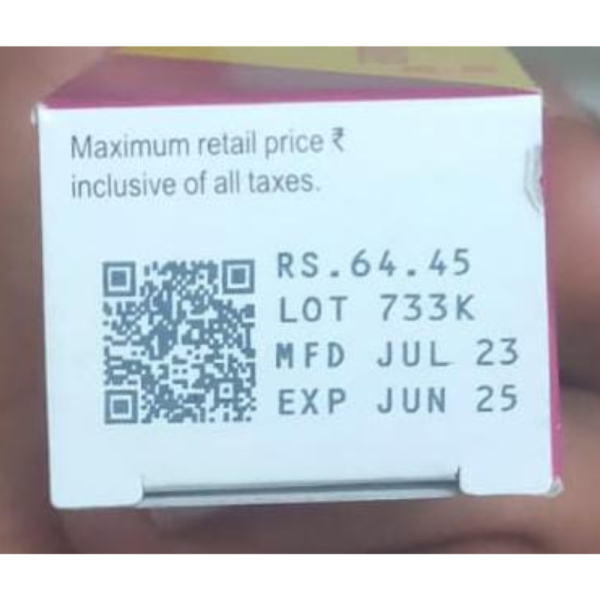 Maximum retail price ₹
inclusive of all taxes.
RS.64.45
LOT 733K
MFD JUL 23
EXP JUN 25